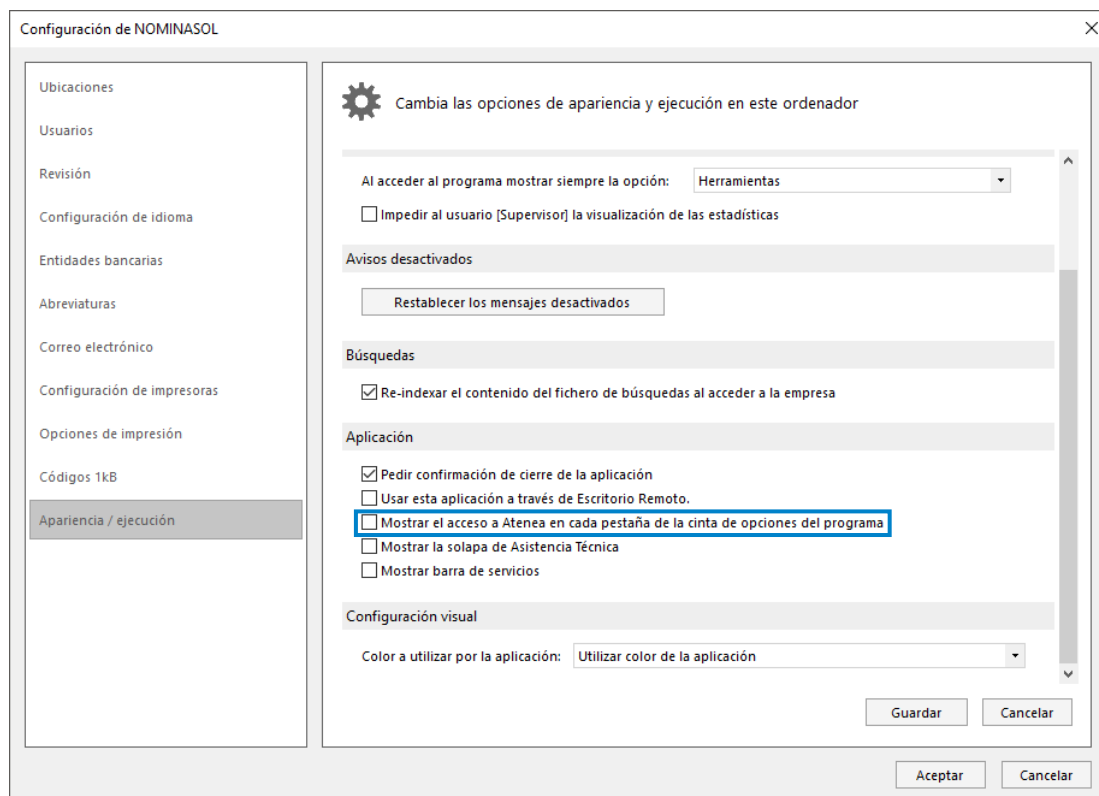 Configuración de NOMINASOL
Ubicaciones
Usuarios
Revisión
Configuración de idioma
Entidades bancarias
Abreviaturas
Correo electrónico
Configuración de impresoras
Opciones de impresión
Códigos 1kB
Apariencia / ejecución
Cambia las opciones de apariencia y ejecución en este ordenador
Al acceder al programa mostrar siempre la opción: Herramientas
Impedir al usuario [Supervisor] la visualización de las estadísticas
Avisos desactivados
Restablecer los mensajes desactivados
Búsquedas
Re-indexar el contenido del fichero de búsquedas al acceder a la empresa
Aplicación
Pedir confirmación de cierre de la aplicación
Usar esta aplicación a través de Escritorio Remoto.
Mostrar el acceso a Atenea en cada pestaña de la cinta de opciones del programa
Mostrar la solapa de Asistencia Técnica
Mostrar barra de servicios
Configuración visual
Color a utilizar por la aplicación: Utilizar color de la aplicación
Guardar Cancelar
Aceptar Cancelar